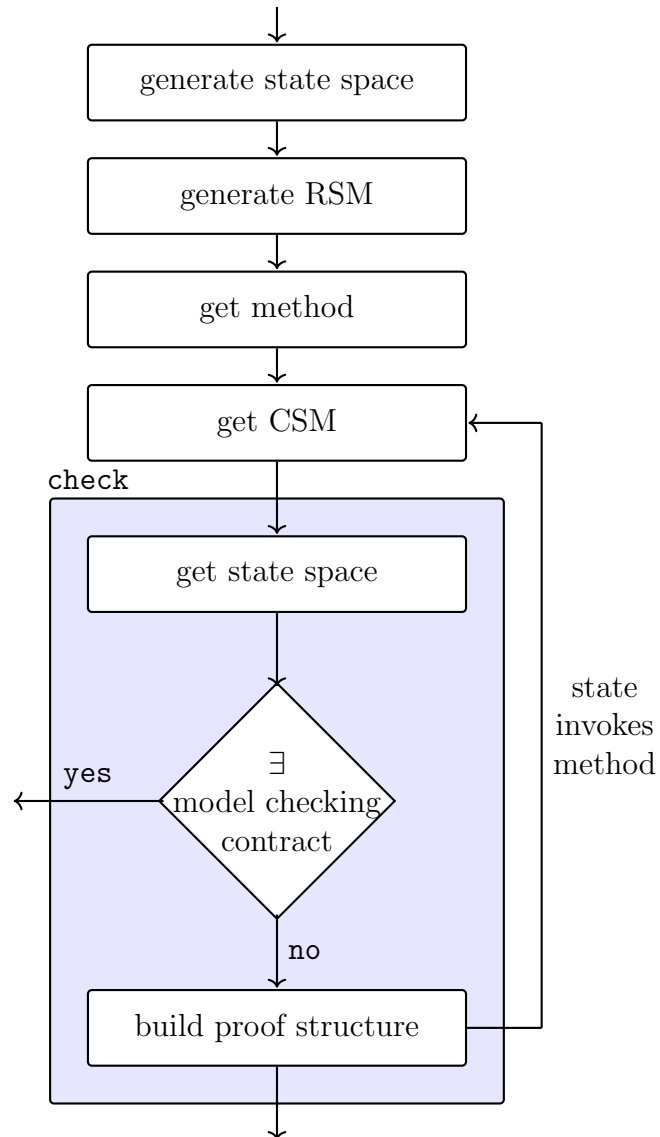 generate state space
generate RSM
get method
get CSM
check
get state space
state
invokes
method
∃
yes
model checking
contract
no
build proof structure